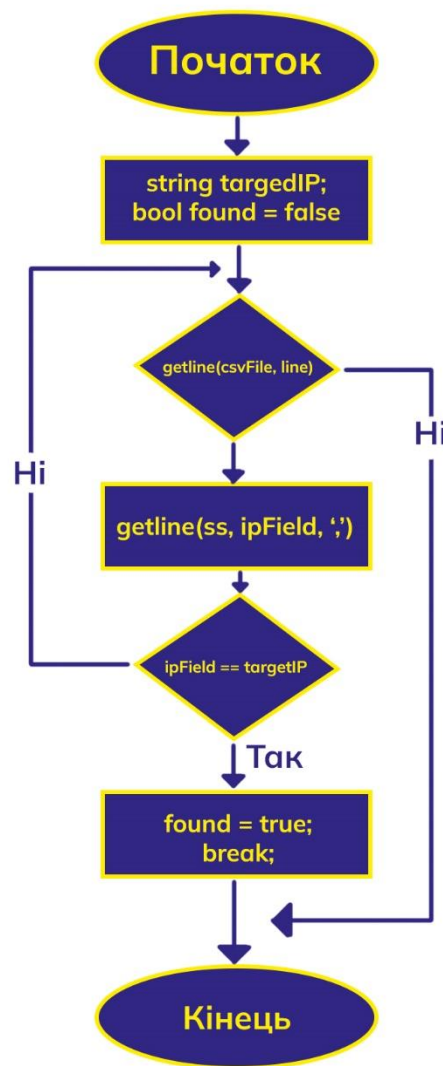 Початок
string targedIP;
bool found = false
getline(csvFile, line)
Ні
Ні
getline(ss, ipField, ‘,’)
ipField == targetIP
Так
found = true;
break;
Кінець